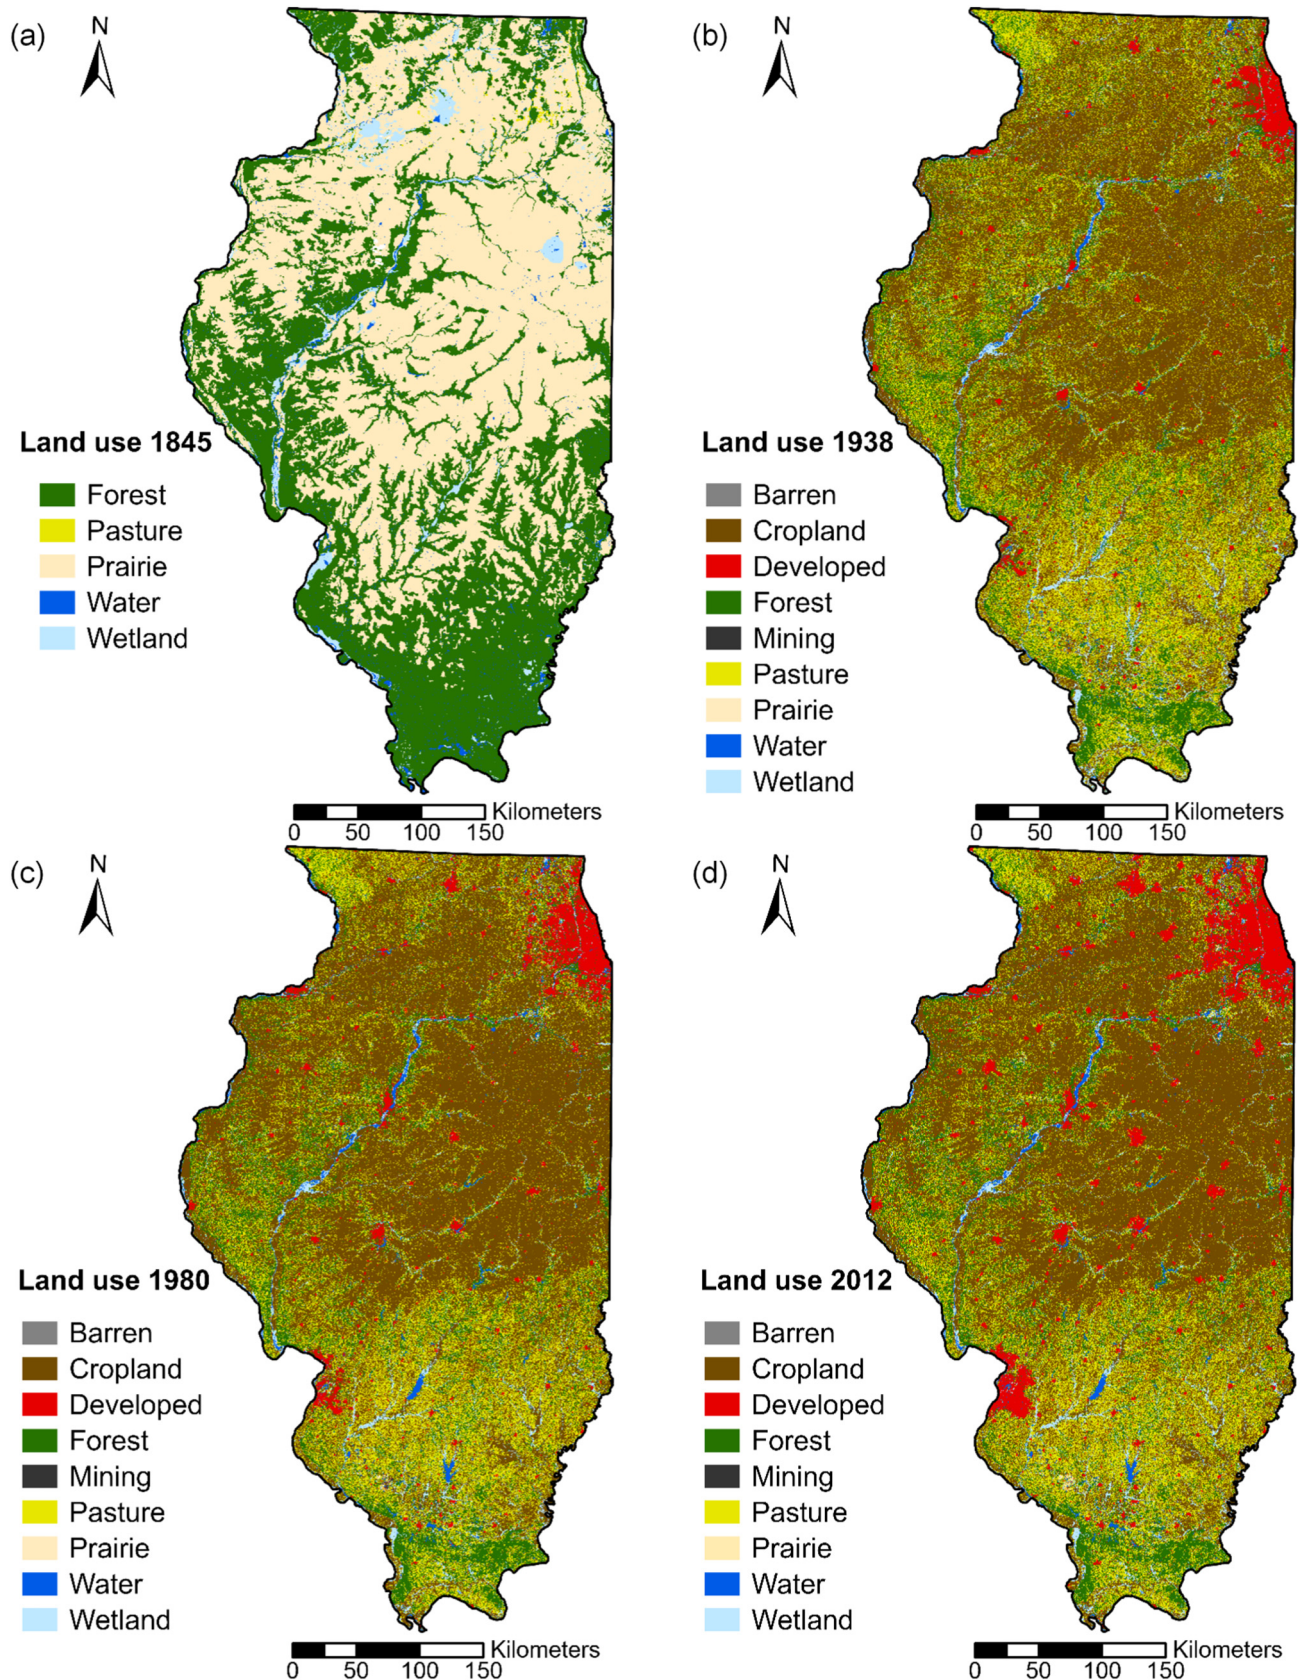 (a)
N
Land use 1845
Forest
Pasture
Prairie
Water
Wetland
Kilometers
0 50 100 150
(b)
N
Land use 1938
Barren
Cropland
Developed
Forest
Mining
Pasture
Prairie
Water
Wetland
Kilometers
0 50 100 150
(c)
N
Land use 1980
Barren
Cropland
Developed
Forest
Mining
Pasture
Prairie
Water
Wetland
Kilometers
0 50 100 150
(d)
N
Land use 2012
Barren
Cropland
Developed
Forest
Mining
Pasture
Prairie
Water
Wetland
Kilometers
0 50 100 150